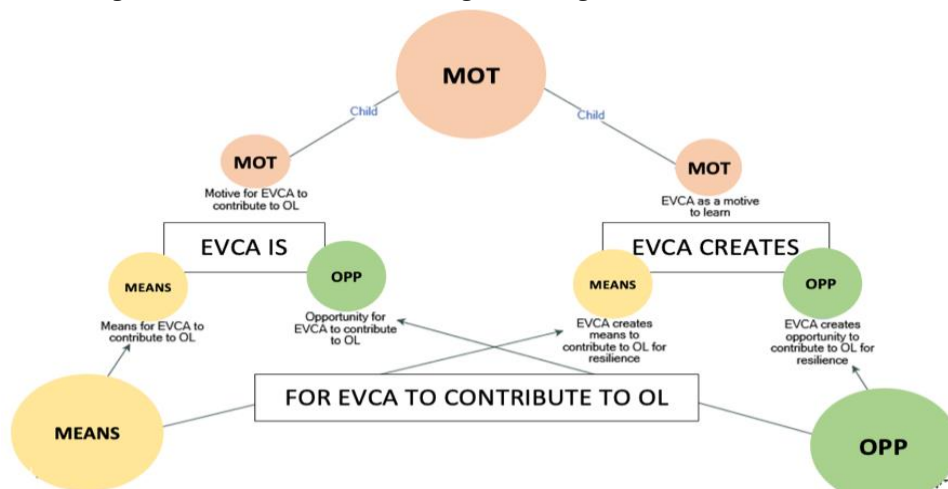 MOT
Child
Child
MOT
Motive for EVCA to
contribute to OL
MOT
EVCA as a motive
to learn
EVCA IS
EVCA CREATES
MEANS
Means for EVCA to
contribute to OL
OPP
Opportunity for
EVCA to contribute
to OL
MEANS
EVCA creates
means to
contribute to OL for
resilience
OPP
EVCA creates
opportunity to
contribute to OL for
resilience
FOR EVCA TO CONTRIBUTE TO OL
MEANS
OPP